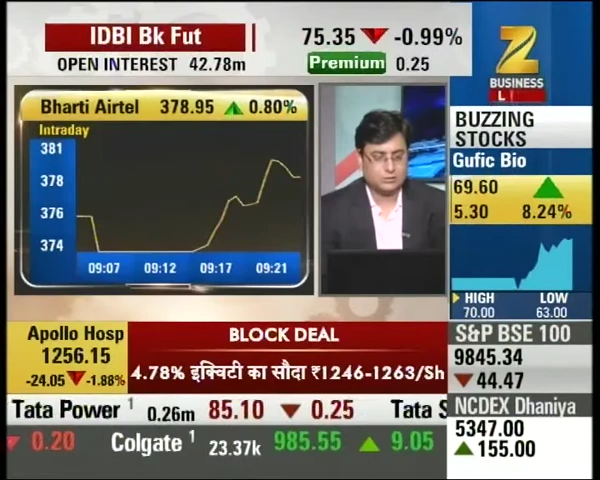 IDBI Bk Fut
75.35 -0.99%
OPEN INTEREST 42.78m
Premium 0.25
Z
BUSINESS
Bharti Airtel 378.95 0.80%
Intraday
381
378
376
374
09:07 09:12 09:17 09:21
BUZZING
STOCKS
Gufic Bio
69.60
5.30 8.24%
HIGH LOW
70.00 63.00
Apollo Hosp
1256.15
-24.05 -1.88%
BLOCK DEAL
4.78% इक्विटी का सौदा ₹1246-1263/Sh
S&P BSE 100
9845.34
44.47
NCDEX Dhaniya
5347.00
155.00
Tata Power 1 0.26m 85.10 0.25 Tata S
0.20 Colgate 1 23.37k 985.55 9.05